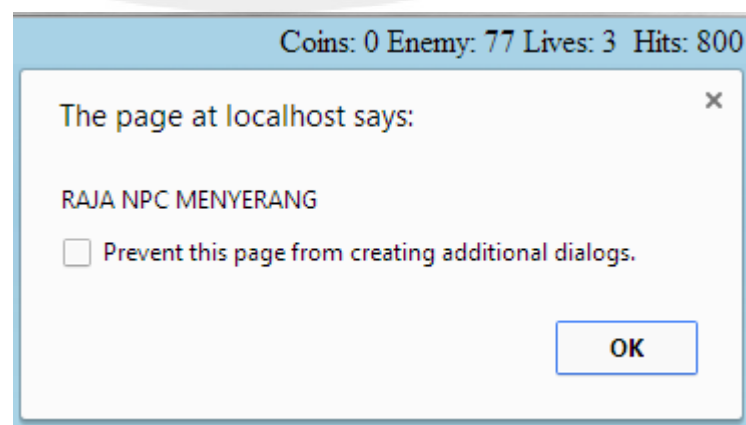 Coins: 0 Enemy: 77 Lives: 3 Hits: 800
The page at localhost says:
RAJA NPC MENYERANG
Prevent this page from creating additional dialogs.
OK